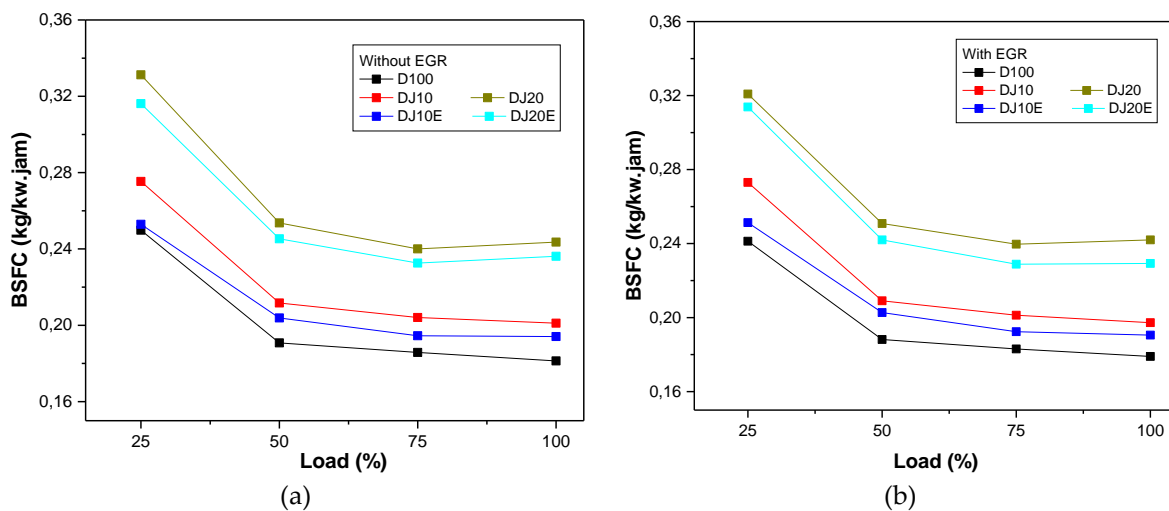 0,36
0,32
0,28
0,24
0,20
0,16
BSFC (kg/kw.jam)
Without EGR
D100
DJ10 DJ20
DJ10E DJ20E
25 50 75 100
Load (%)
(a)
0,36
0,32
0,28
0,24
0,20
0,16
BSFC (kg/kw.jam)
With EGR
D100
DJ10 DJ20
DJ10E DJ20E
25 50 75 100
Load (%)
(b)